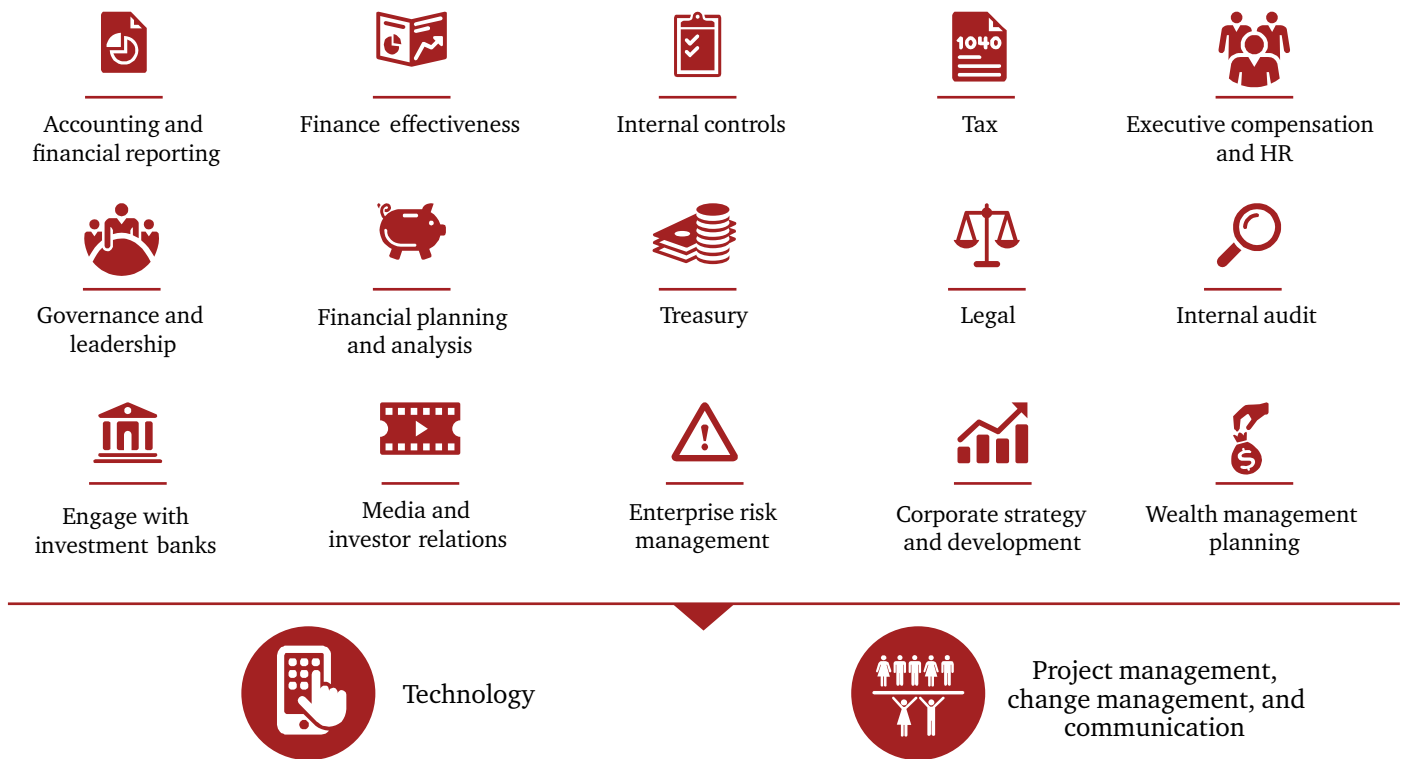 1040
Accounting and
financial reporting
Finance effectiveness
Internal controls
Tax
Executive compensation
and HR
Governance and
leadership
Financial planning
and analysis
Treasury
Legal
Internal audit
$
Engage with
investment banks
Media and
investor relations
!
Enterprise risk
management
Corporate strategy
and development
Wealth management
planning
Technology
Project management,
change management, and
communication